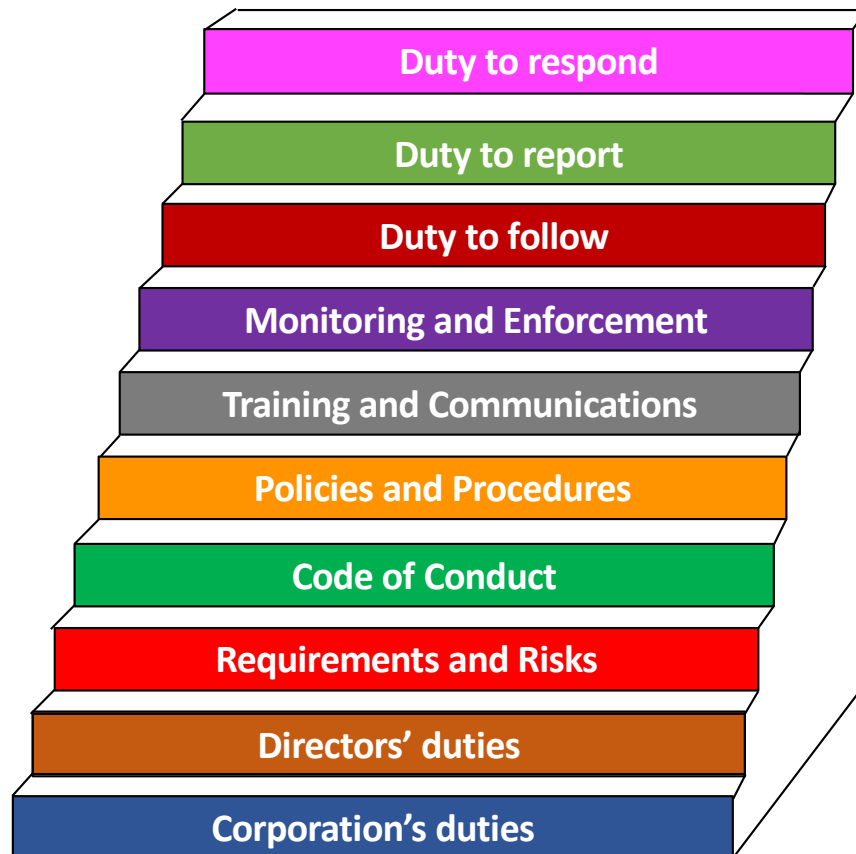 Duty to respond
Duty to report
Duty to follow
Monitoring and Enforcement
Training and Communications
Policies and Procedures
Code of Conduct
Requirements and Risks
Directors’ duties
Corporation’s duties